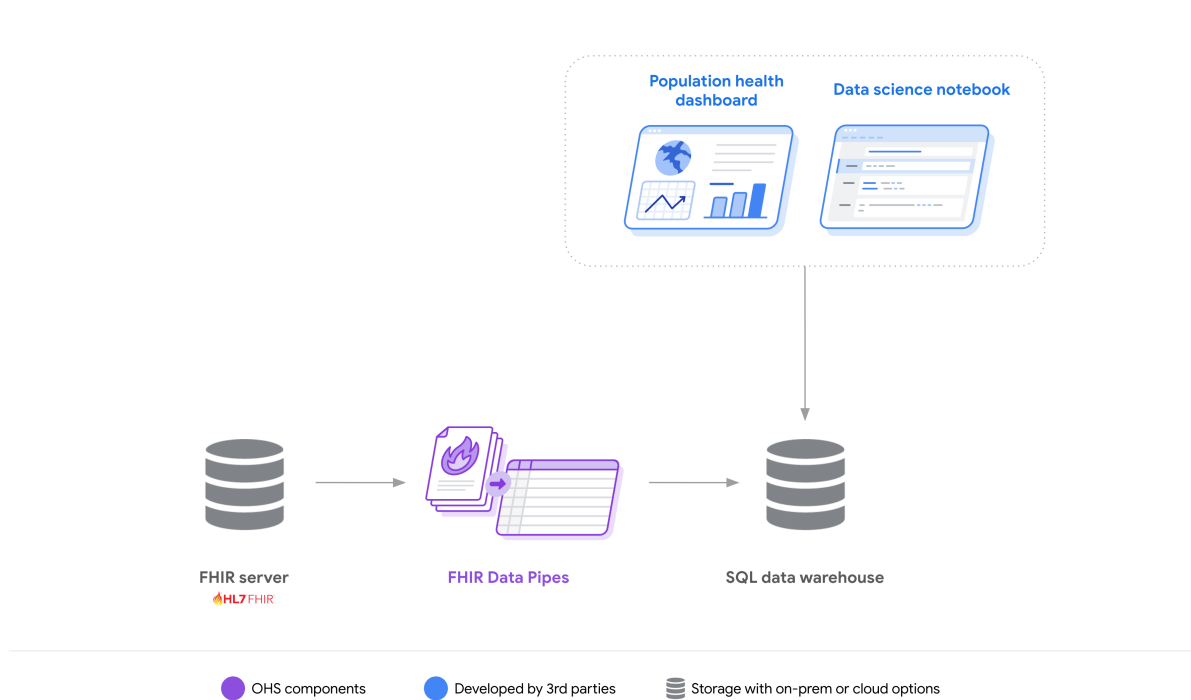 Population health
dashboard
Data science notebook
FHIR server
HL7 FHIR
FHIR Data Pipes
SQL data warehouse
OHS components
Developed by 3rd parties
Storage with on-prem or cloud options